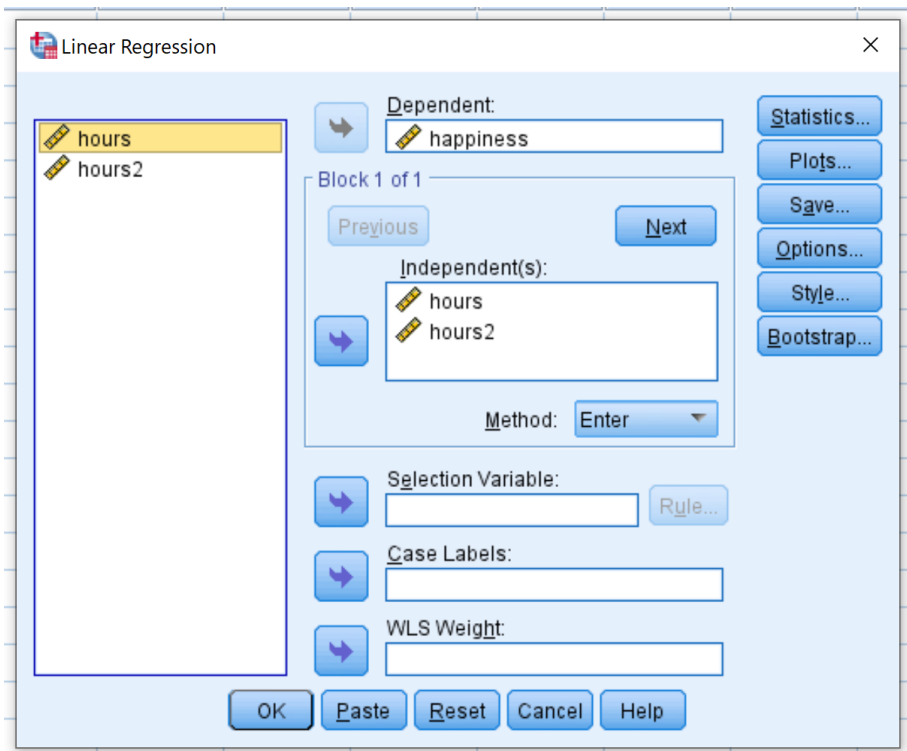 Linear Regression
hours
hours2
Dependent:
happiness
Block 1 of 1
Previous
Next
Independent(s):
hours
hours2
Method:
Enter
Selection Variable:
Rule...
Case Labels:
WLS Weight:
Statistics...
Plots...
Save...
Options...
Style...
Bootstrap...
OK
Paste
Reset
Cancel
Help